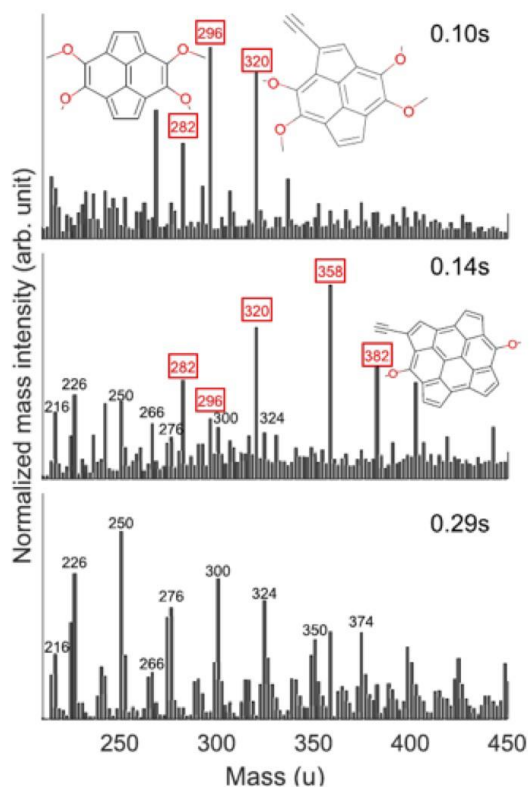 Normalized mass intensity (arb. unit)
0.10s
296
320
282
O O
O O
O
O
O
O
0.14s
358
320
382
282
296
216 226 250 266 276 300 324
O
O
0.29s
250
226
276
300
324
216
266
350
374
250 300 350 400 450
Mass (u)